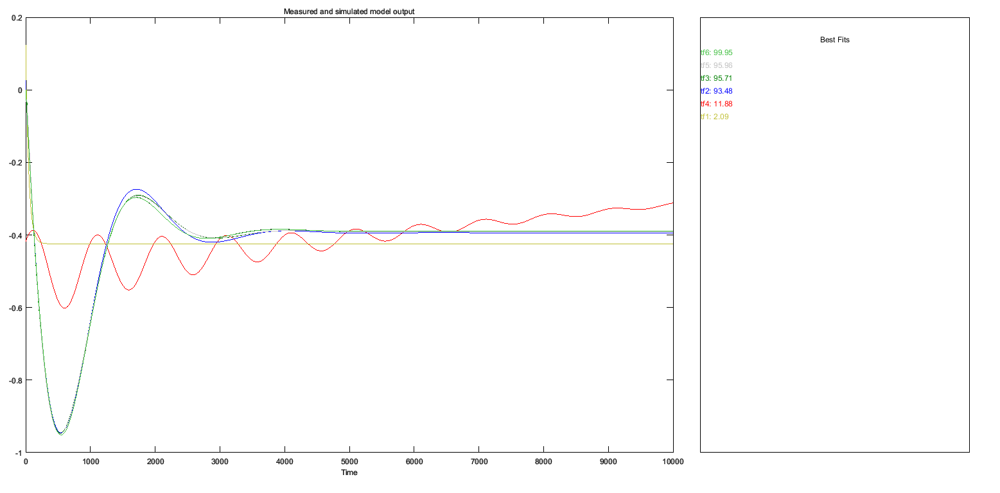 Measured and simulated model output
0.2
0
-0.2
-0.4
-0.6
-0.8
-1
0 1000 2000 3000 4000 5000 6000 7000 8000 9000 10000
Time
Best Fits
tf6: 99.95
tf5: 95.96
tf3: 95.71
tf2: 93.48
tf4: 11.88
tf1: 2.09